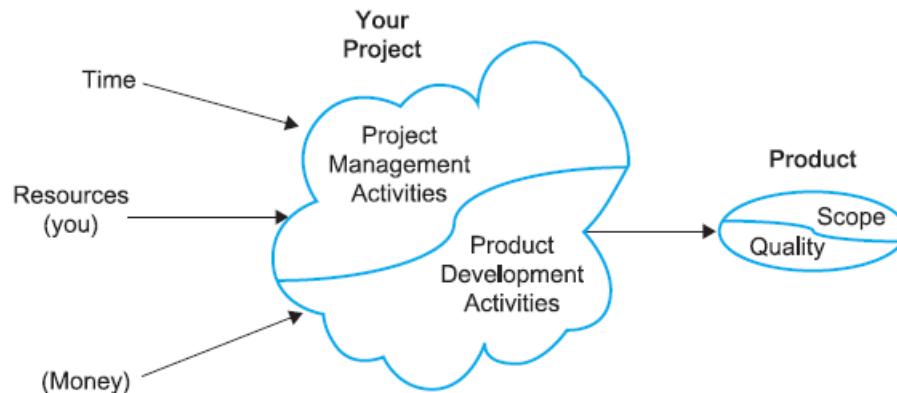 Your
Project
Time
Project
Management
Activities
Product
Resources
(you)
Scope
Quality
Product
Development
Activities
(Money)